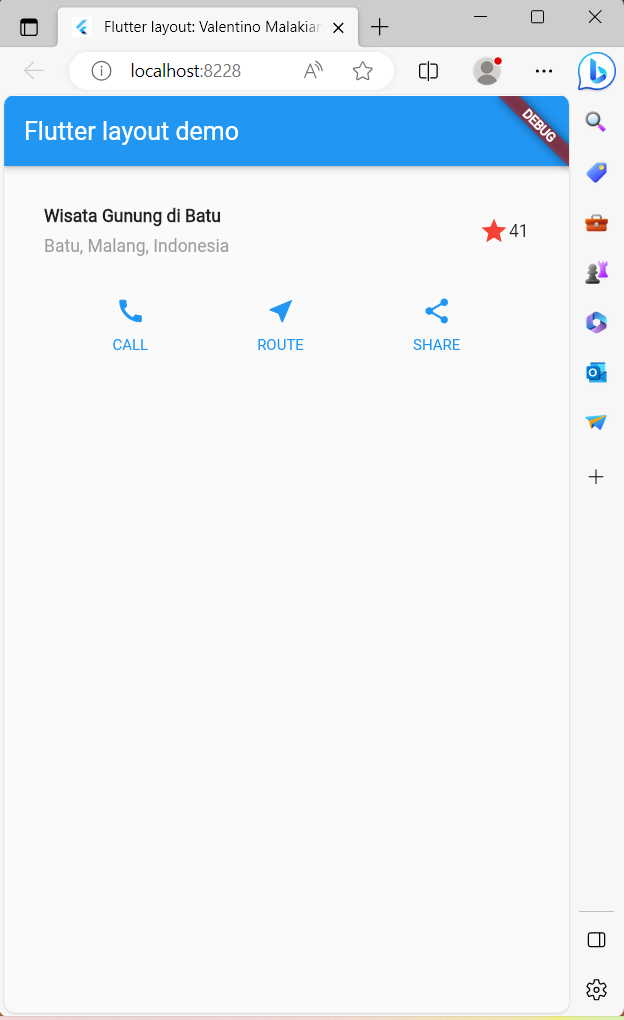 Flutter layout: Valentino Malakian
localhost:8228
Flutter layout demo
DEBUG
Wisata Gunung di Batu
Batu, Malang, Indonesia
41
CALL
ROUTE
SHARE